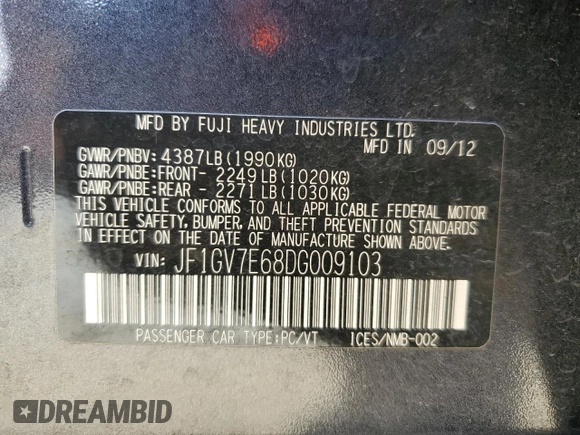 MFD BY FUJI HEAVY INDUSTRIES LTD.
MFD IN 09/12
GVWR/PNBV: 4387LB(1990KG)
GAWR/PNBE:FRONT- 2249LB(1020KG)
GAWR/PNBE:REAR - 2271LB(1030KG)
THIS VEHICLE CONFORMS TO ALL APPLICABLE FEDERAL MOTOR
VEHICLE SAFETY, BUMPER, AND THEFT PREVENTION STANDARDS
IN EFFECT ON THE DATE OF MANUFACTURE SHOWN ABOVE.
VIN: JF1GV7E68DG009103
PASSENGER CAR TYPE:PC/VT ICES/NMB-002
DREAMBID